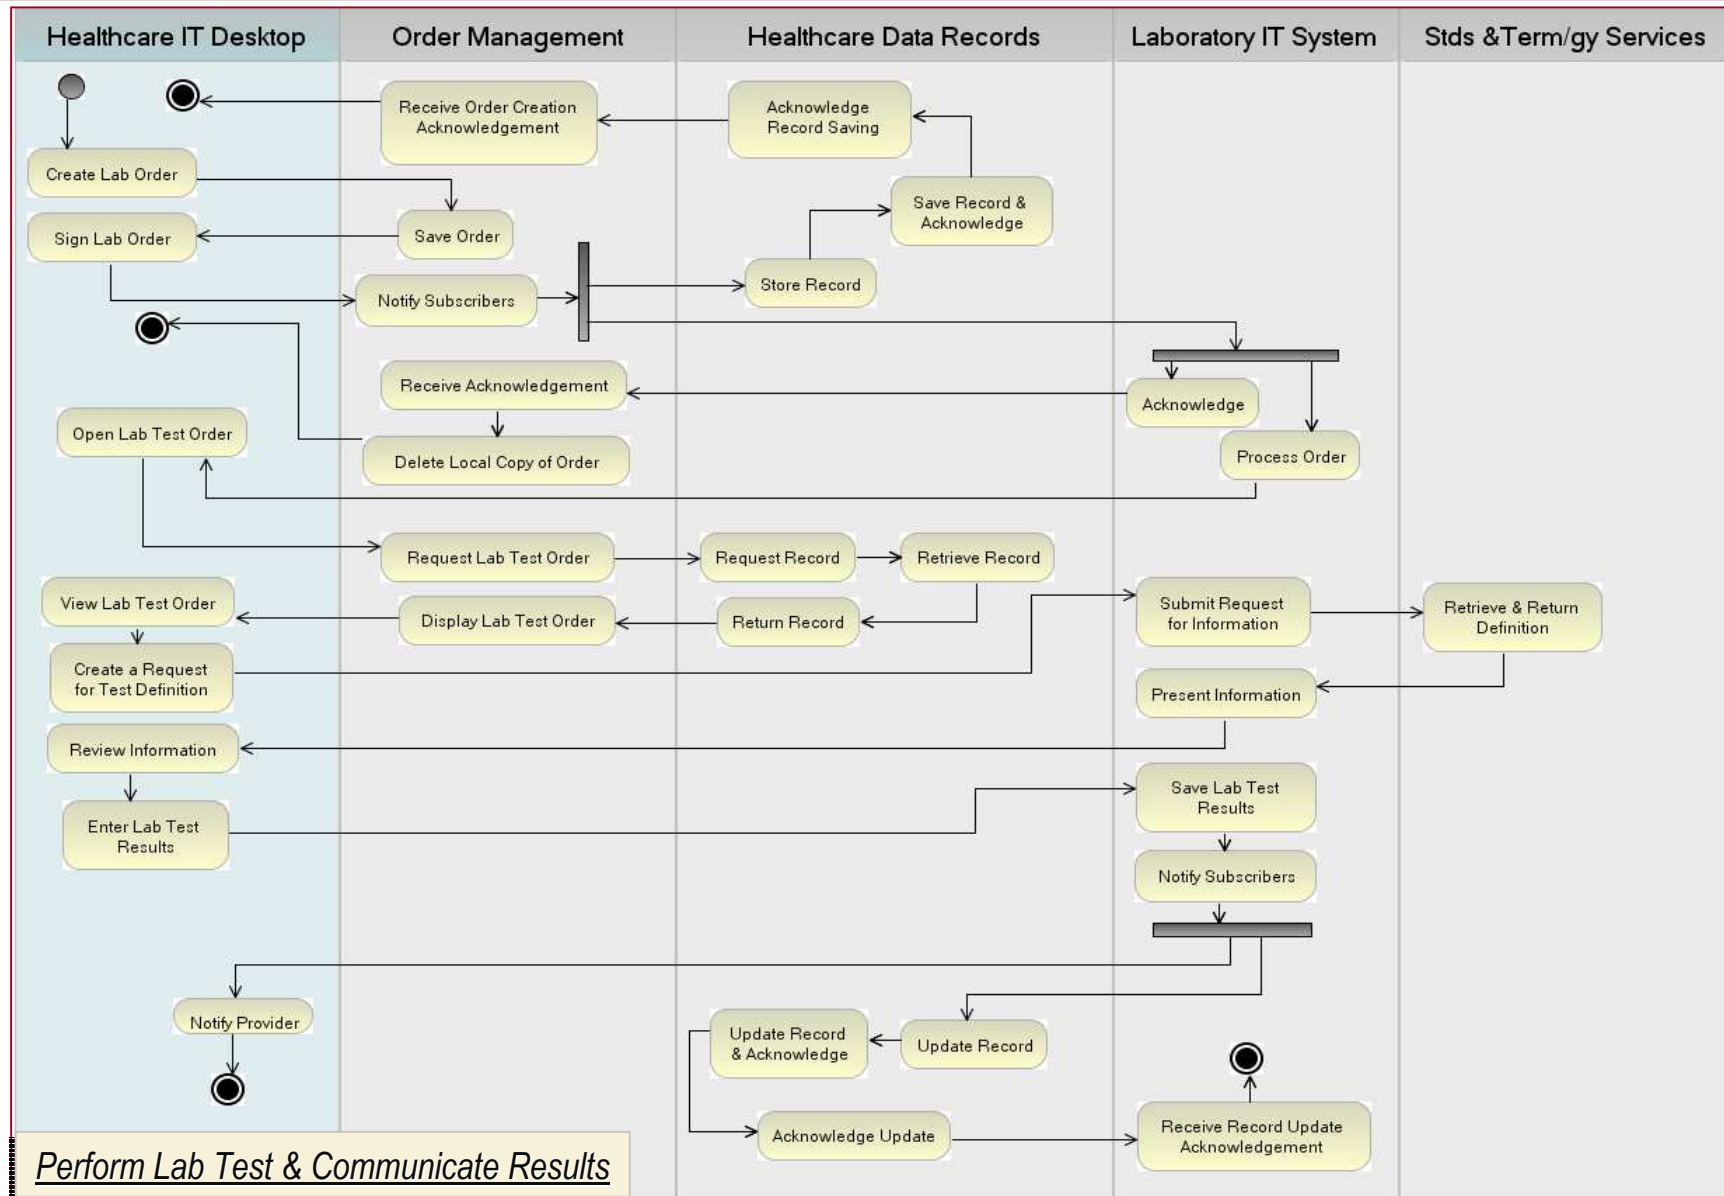 Healthcare IT Desktop
Order Management
Healthcare Data Records
Laboratory IT System
Stds &Term/gy Services
Receive Order Creation
Acknowledgement
Acknowledge
Record Saving
Create Lab Order
Save Record &
Acknowledge
Sign Lab Order
Save Order
Store Record
Notify Subscribers
Receive Acknowledgement
Acknowledge
Open Lab Test Order
Delete Local Copy of Order
Process Order
Request Lab Test Order
Request Record
Retrieve Record
View Lab Test Order
Display Lab Test Order
Return Record
Submit Request
for Information
Retrieve & Return
Definition
Create a Request
for Test Definition
Present Information
Review Information
Save Lab Test
Results
Enter Lab Test
Results
Notify Subscribers
Notify Provider
Update Record
& Acknowledge
Update Record
Acknowledge Update
Receive Record Update
Acknowledgement
Perform Lab Test & Communicate Results